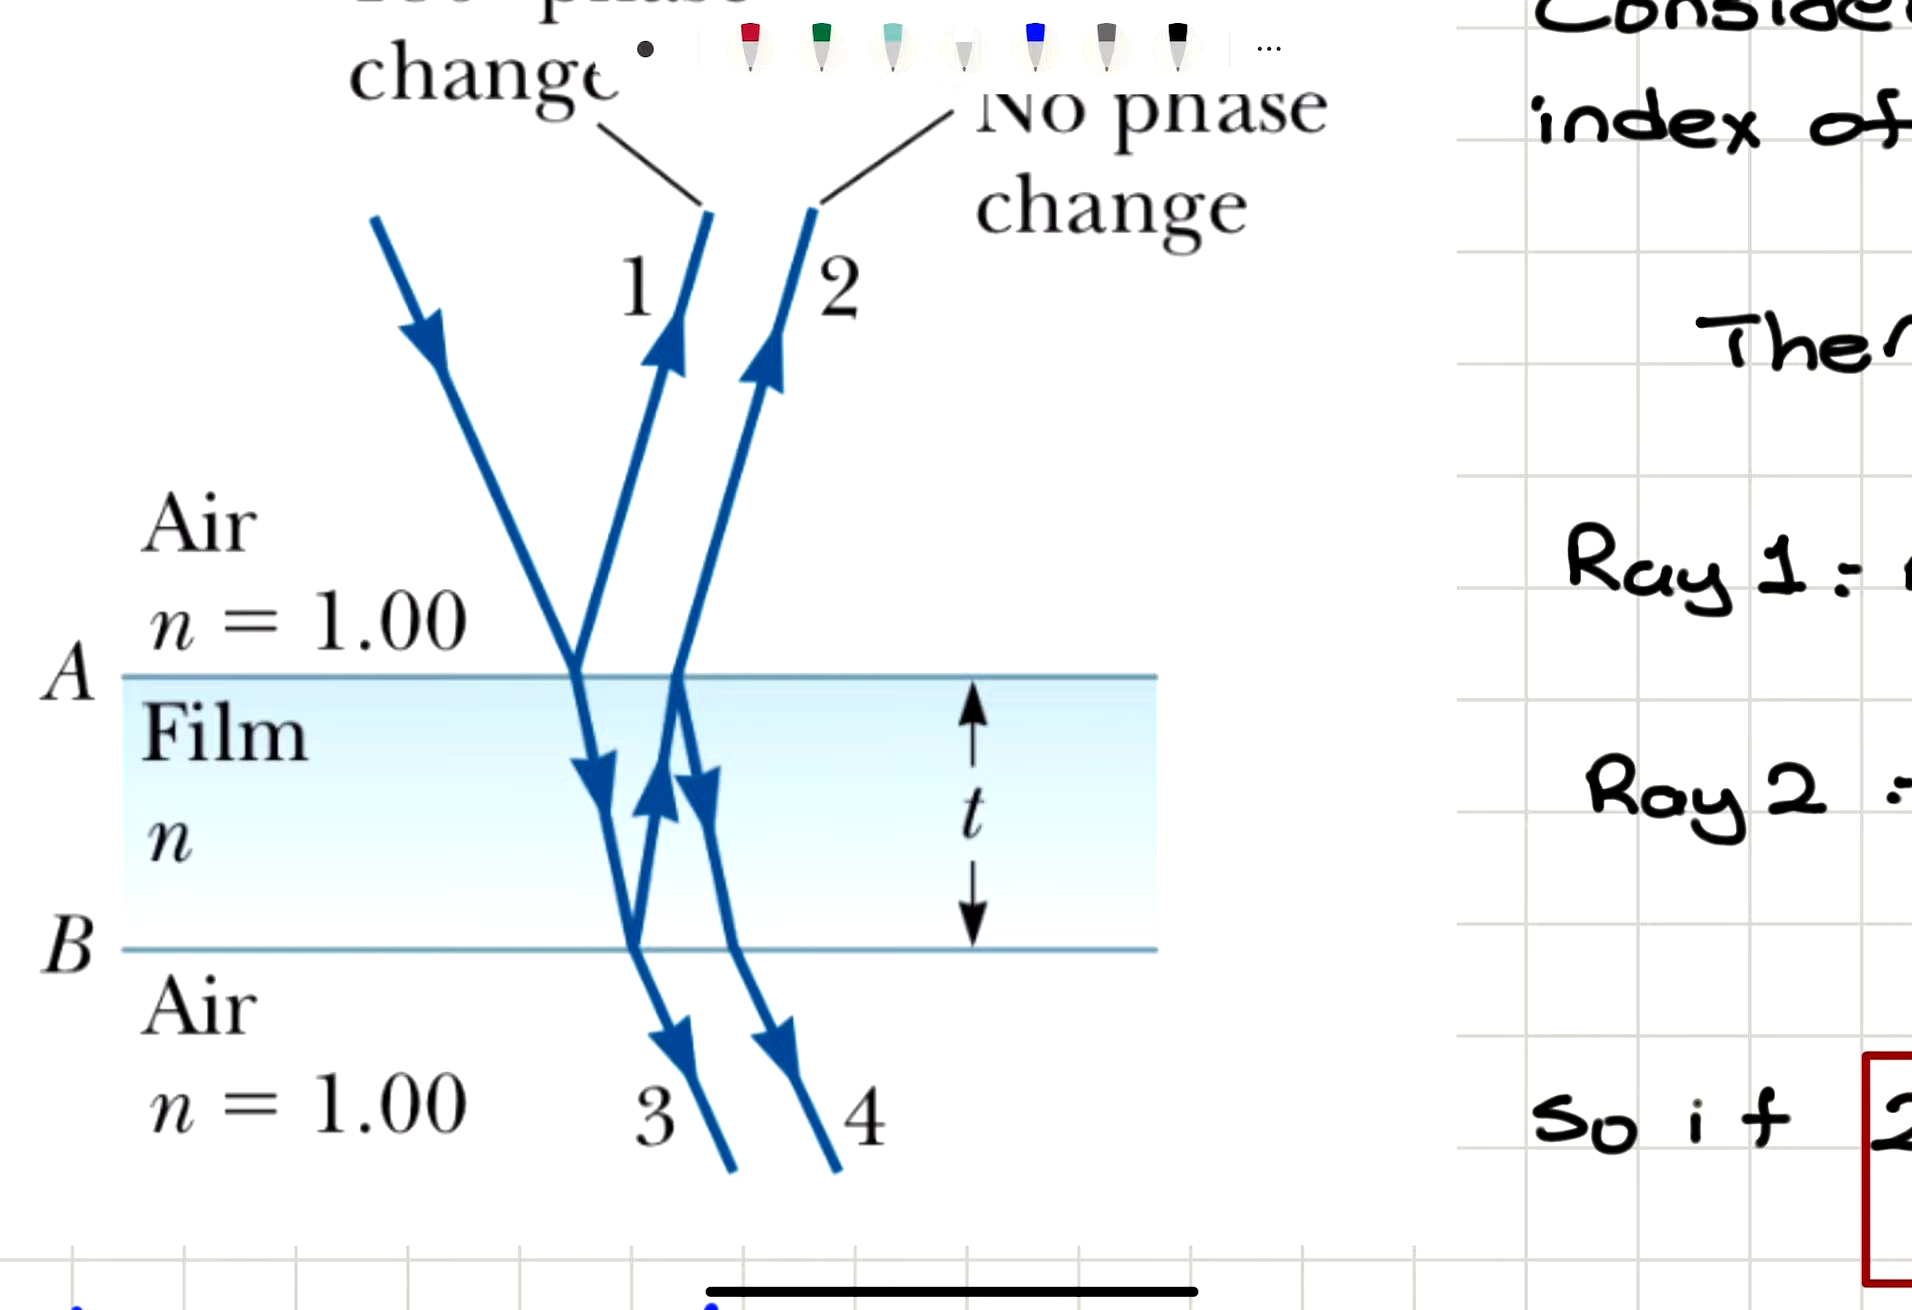 change
No phase
change
1
2
Air
n = 1.00
A
Film
n
t
B
Air
n = 1.00
3
4
index of
Ray 1 :
Ray 2 :
So if 2